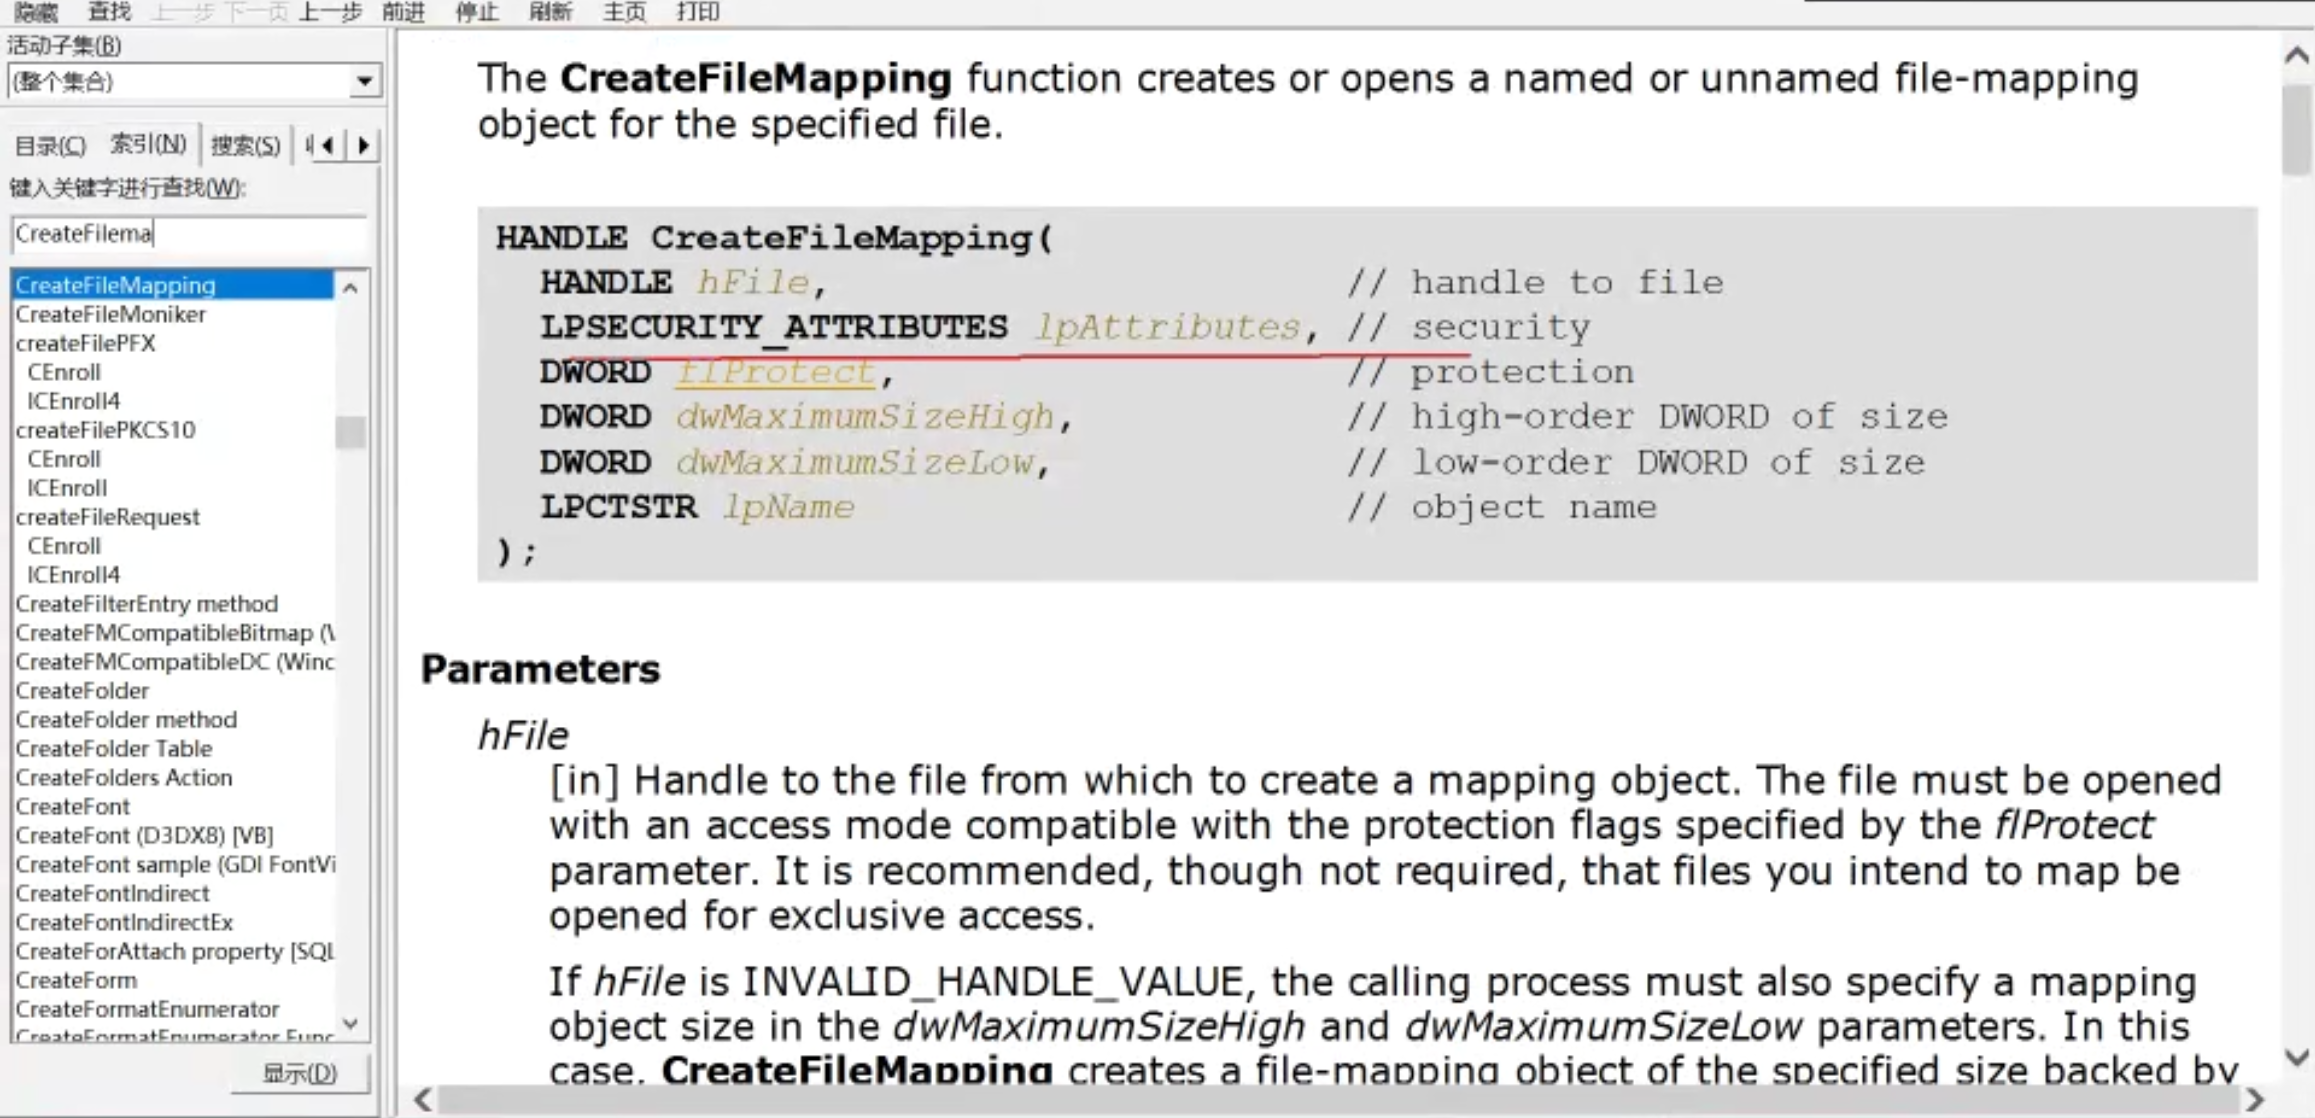 隐藏 查找 上一步 下一页 上一步 前进 停止 刷新 主页 打印
活动子集(B)
(整个集合)
目录(C) 索引(N) 搜索(S)
键入关键字进行查找(W):
CreateFilema
CreateFileMapping
CreateFileMoniker
createFilePFX
CEnroll
ICEnroll4
createFilePKCS10
CEnroll
ICEnroll
createFileRequest
CEnroll
ICEnroll4
CreateFilterEntry method
CreateFMCompatibleBitmap (\
CreateFMCompatibleDC (Winc
CreateFolder
CreateFolder method
CreateFolder Table
CreateFolders Action
CreateFont
CreateFont (D3DX8) [VB]
CreateFont sample (GDI FontVi
CreateFontIndirect
CreateFontIndirectEx
CreateForAttach property [SQL
CreateForm
CreateFormatEnumerator
CreateFormatEnumerator Func
显示(D)
The CreateFileMapping function creates or opens a named or unnamed file-mapping
object for the specified file.
HANDLE CreateFileMapping(
HANDLE hFile, // handle to file
LPSECURITY_ATTRIBUTES lpAttributes, // security
DWORD flProtect, // protection
DWORD dwMaximumSizeHigh, // high-order DWORD of size
DWORD dwMaximumSizeLow, // low-order DWORD of size
LPCTSTR lpName // object name
);
Parameters
hFile
[in] Handle to the file from which to create a mapping object. The file must be opened
with an access mode compatible with the protection flags specified by the flProtect
parameter. It is recommended, though not required, that files you intend to map be
opened for exclusive access.
If hFile is INVALID_HANDLE_VALUE, the calling process must also specify a mapping
object size in the dwMaximumSizeHigh and dwMaximumSizeLow parameters. In this
case, CreateFileMapping creates a file-mapping object of the specified size backed by